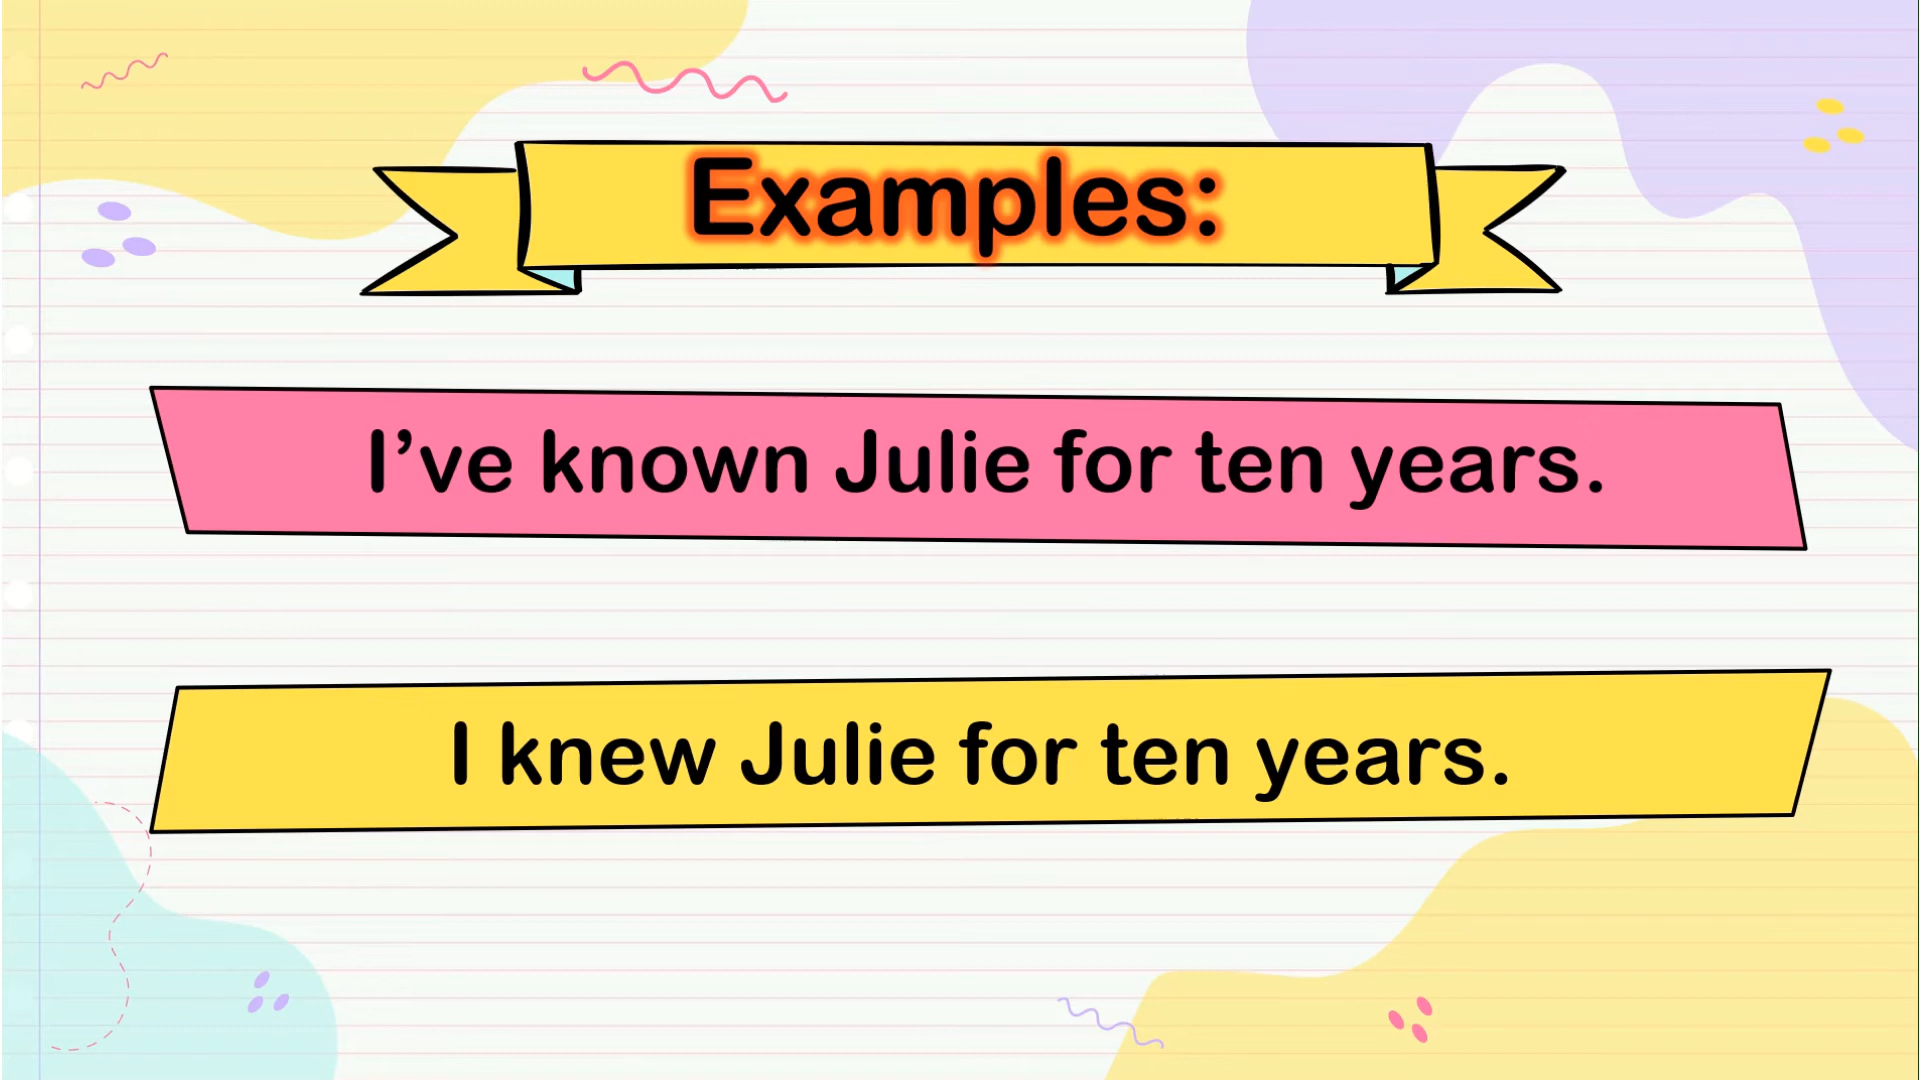 Examples:
I’ve known Julie for ten years.
I knew Julie for ten years.